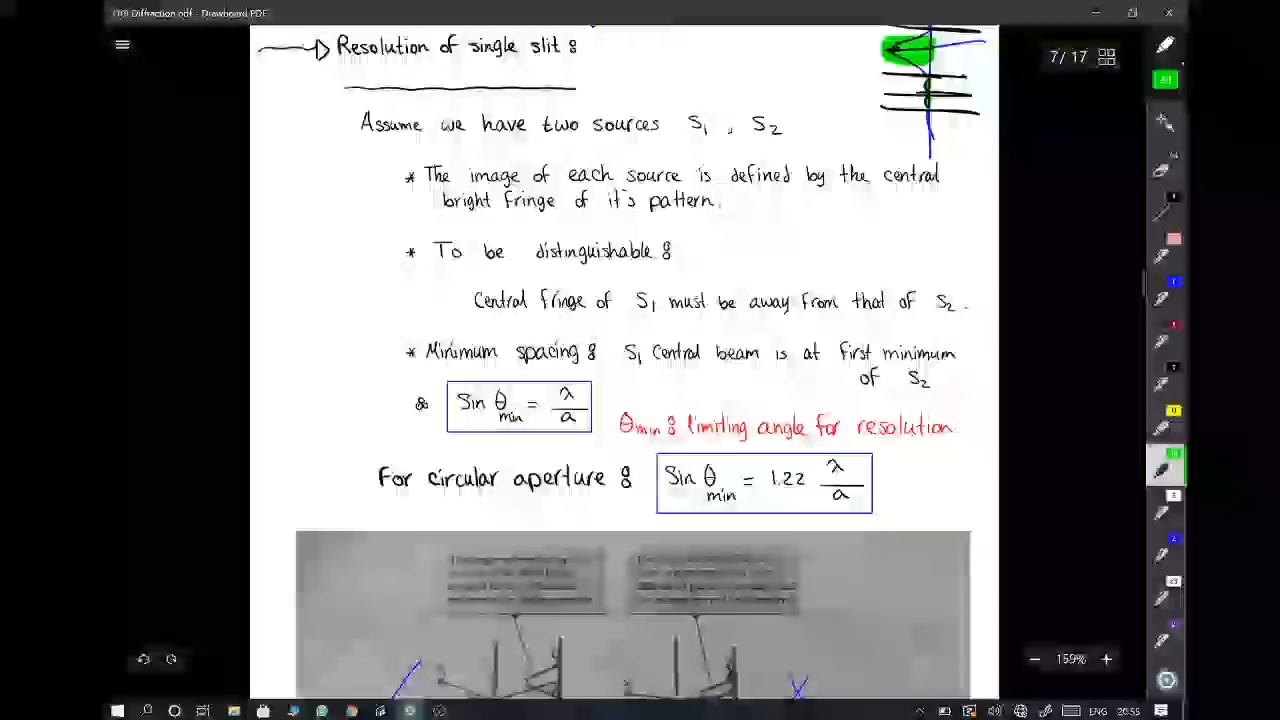 (10) Diffraction.pdf - Drawboard PDF
7 / 17
Resolution of single slit :
Assume we have two sources S1 , S2
* The image of each source is defined by the central
bright fringe of it's pattern.
* To be distinguishable :
Central fringe of S1 must be away from that of S2 .
* Minimum spacing : S1 central beam is at first minimum
of S2
: Sin θmin = λ/a
θmin : limiting angle for resolution
For circular aperture : Sin θmin = 1.22 λ/a
159%
ENG 20:55